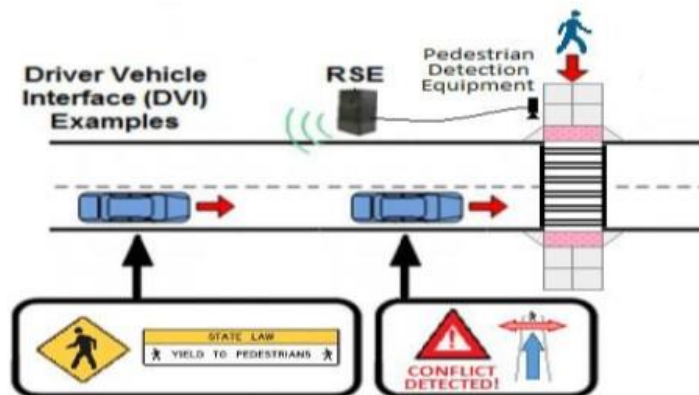 Driver Vehicle
Interface (DVI)
Examples
RSE
Pedestrian
Detection
Equipment
STATE LAW
YIELD TO PEDESTRIANS
CONFLICT
DETECTED!